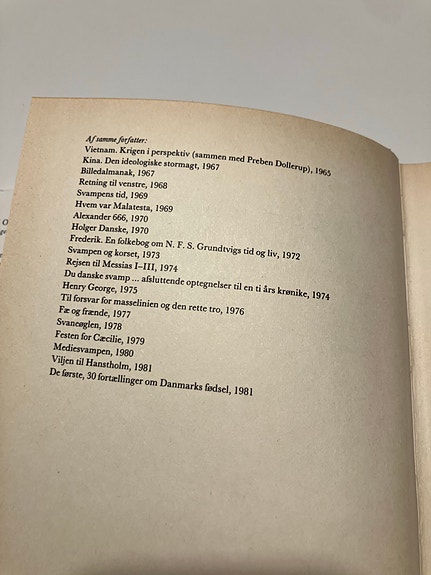 Af samme forfatter:
Vietnam. Krigen i perspektiv (sammen med Preben Dollerup), 1965
Kina. Den ideologiske stormagt, 1967
Billedalmanak, 1967
Retning til venstre, 1968
Svampens tid, 1969
Hvem var Malatesta, 1969
Alexander 666, 1970
Holger Danske, 1970
Frederik. En folkebog om N. F. S. Grundtvigs tid og liv, 1972
Svampen og korset, 1973
Rejsen til Messias I–III, 1974
Du danske svamp ... afsluttende optegnelser til en ti års krønike, 1974
Henry George, 1975
Til forsvar for masselinien og den rette tro, 1976
Fæ og frænde, 1977
Svaneøglen, 1978
Festen for Cæcilie, 1979
Mediesvampen, 1980
Viljen til Hanstholm, 1981
De første, 30 fortællinger om Danmarks fødsel, 1981